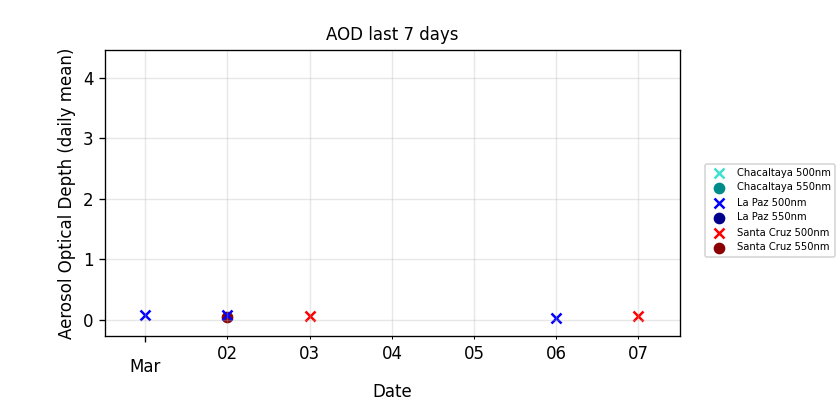 AOD last 7 days
Aerosol Optical Depth (daily mean)
4
3
2
1
0
02
03
04
05
06
07
Mar
Date
Chacaltaya 500nm
Chacaltaya 550nm
La Paz 500nm
La Paz 550nm
Santa Cruz 500nm
Santa Cruz 550nm